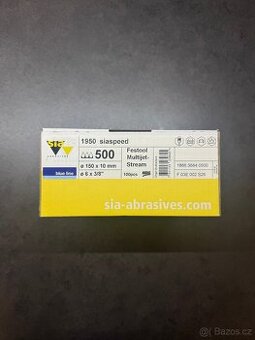 sia
1950 siaspeed
500
Festool
Multijet-
Stream
ø 150 x 10 mm
ø 6 x 3/8"
100pcs
blue line
sia-abrasives.com
Bazoš.cz